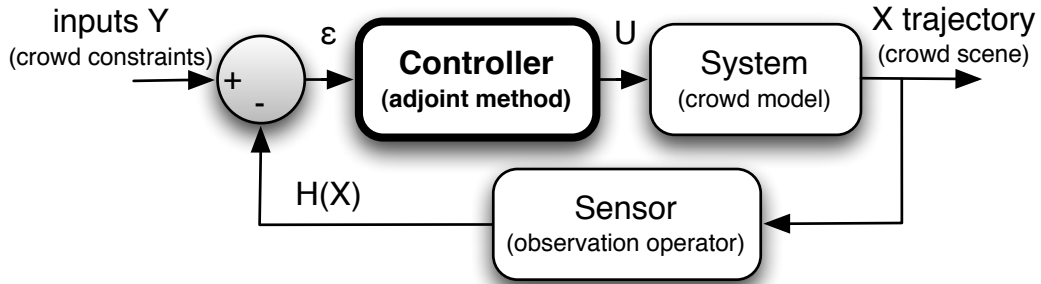 inputs Y
(crowd constraints)
+
-
ε
Controller
(adjoint method)
U
System
(crowd model)
X trajectory
(crowd scene)
H(X)
Sensor
(observation operator)